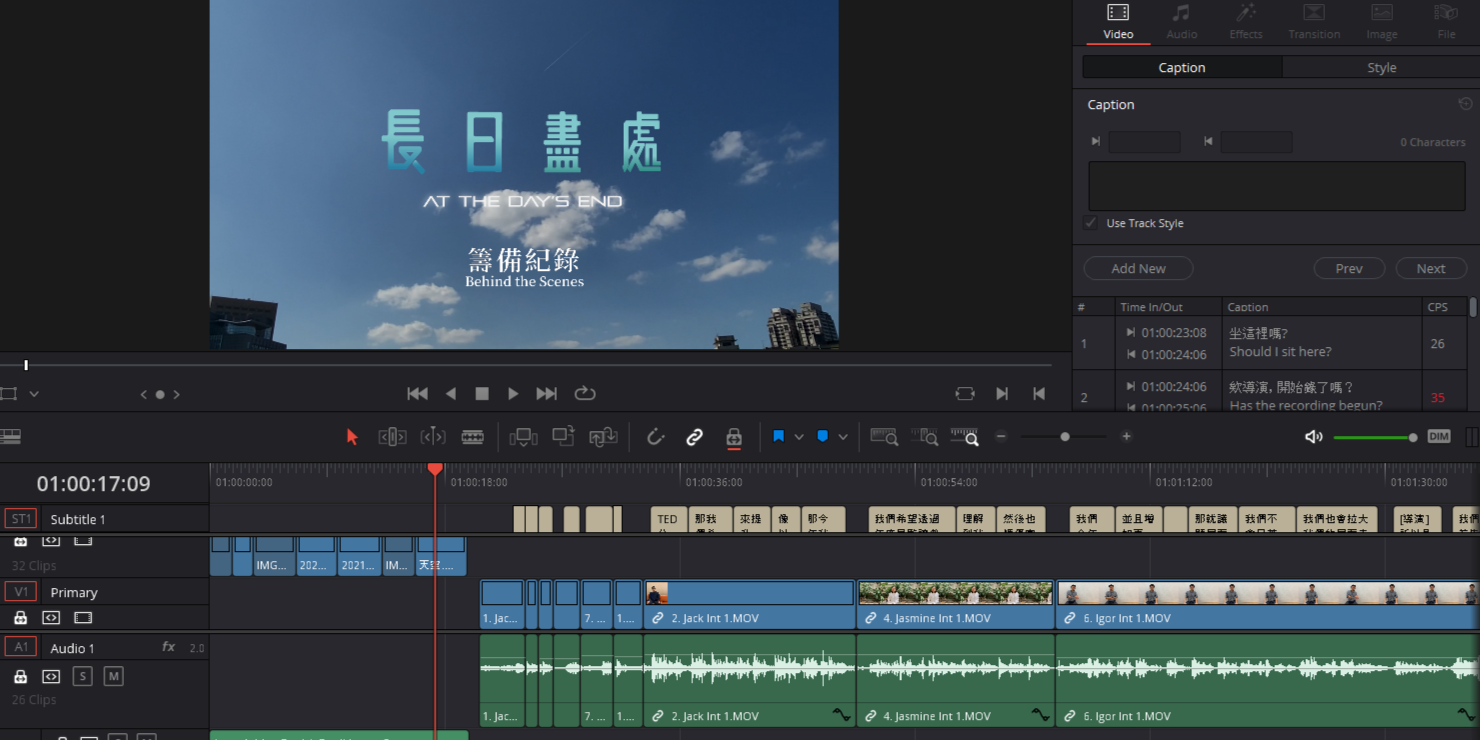 長日盡處
AT THE DAY'S END
籌備紀錄
Behind the Scenes
Video
Audio
Effects
Transition
Image
File
Caption
Style
Caption
0 Characters
Use Track Style
Add New
Prev
Next
# Time In/Out Caption CPS
1
01:00:23:08
01:00:24:06
坐這裡嗎?
Should I sit here?
26
2
01:00:24:06
01:00:25:06
欸導演, 開始錄了嗎？
Has the recording begun?
35
DIM
01:00:17:09
01:00:00:00
01:00:18:00
01:00:36:00
01:00:54:00
01:01:12:00
01:01:30:00
ST1
Subtitle 1
TED
那我
來提
像
那令
我們希望透過
理解
然後也
我們
並且增
那就議
我們不
我們也會拉大
[導演]
我們
32 Clips
IMG...
202...
2021...
IM...
天空....
V1
Primary
1. Jac...
7. ...
1....
2. Jack Int 1.MOV
4. Jasmine Int 1.MOV
6. Igor Int 1.MOV
A1
Audio 1
fx
2.0
S
M
26 Clips
1. Jac...
7. ...
1....
2. Jack Int 1.MOV
4. Jasmine Int 1.MOV
6. Igor Int 1.MOV